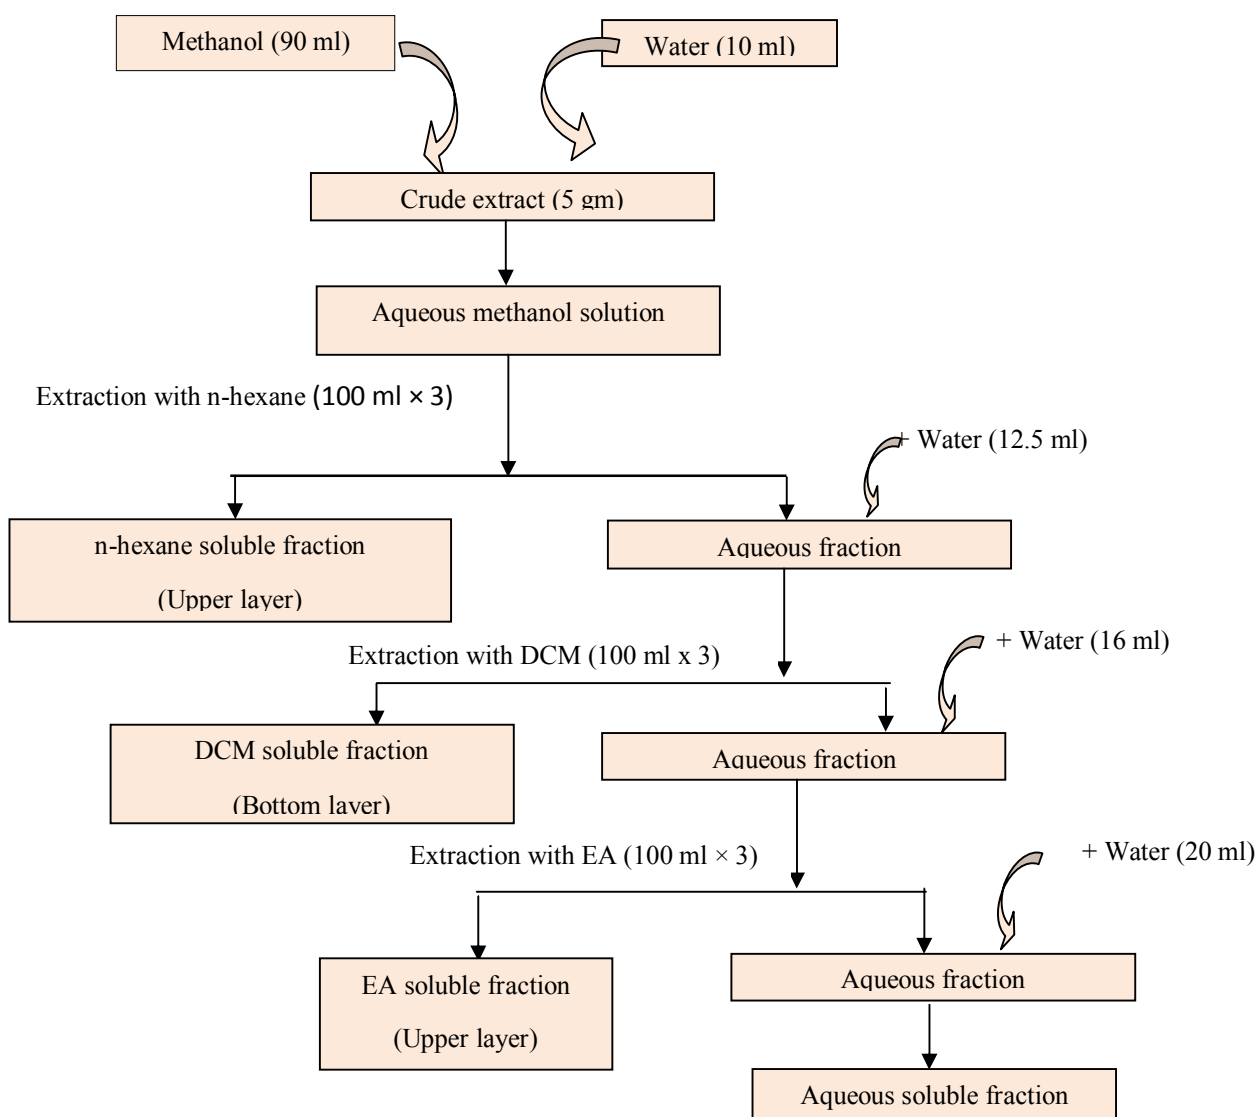 Methanol (90 ml)
Water (10 ml)
Crude extract (5 gm)
Aqueous methanol solution
Extraction with n-hexane (100 ml × 3)
+ Water (12.5 ml)
n-hexane soluble fraction
(Upper layer)
Aqueous fraction
+ Water (16 ml)
Extraction with DCM (100 ml x 3)
DCM soluble fraction
(Bottom layer)
Aqueous fraction
Extraction with EA (100 ml × 3)
+ Water (20 ml)
EA soluble fraction
(Upper layer)
Aqueous fraction
Aqueous soluble fraction